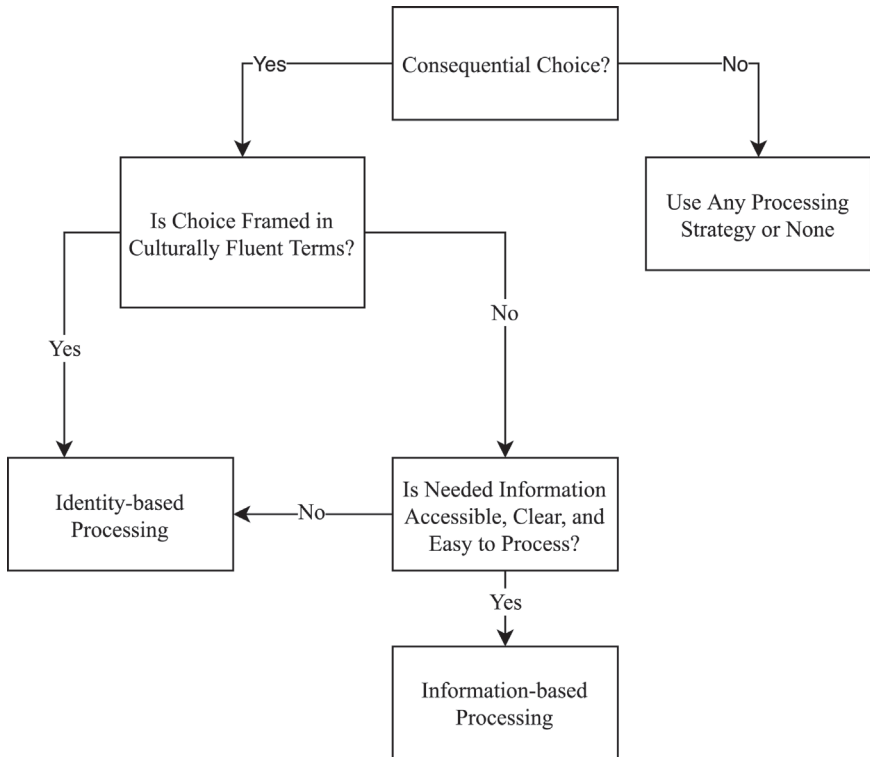 Consequential Choice?
Yes
No
Is Choice Framed in
Culturally Fluent Terms?
Use Any Processing
Strategy or None
Yes
No
Identity-based
Processing
No
Is Needed Information
Accessible, Clear, and
Easy to Process?
Yes
Information-based
Processing